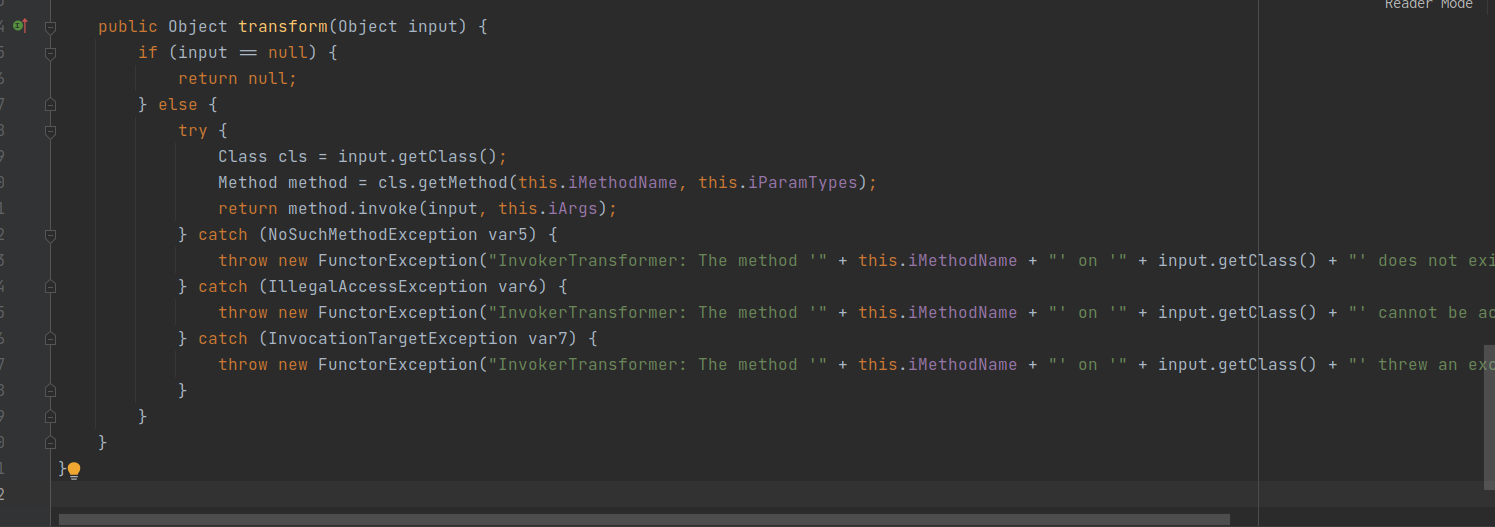 Reader Mode
public Object transform(Object input) {
if (input == null) {
return null;
} else {
try {
Class cls = input.getClass();
Method method = cls.getMethod(this.iMethodName, this.iParamTypes);
return method.invoke(input, this.iArgs);
} catch (NoSuchMethodException var5) {
throw new FunctorException("InvokerTransformer: The method '" + this.iMethodName + "' on '" + input.getClass() + "' does not exi
} catch (IllegalAccessException var6) {
throw new FunctorException("InvokerTransformer: The method '" + this.iMethodName + "' on '" + input.getClass() + "' cannot be ac
} catch (InvocationTargetException var7) {
throw new FunctorException("InvokerTransformer: The method '" + this.iMethodName + "' on '" + input.getClass() + "' threw an exc
}
}
}
}